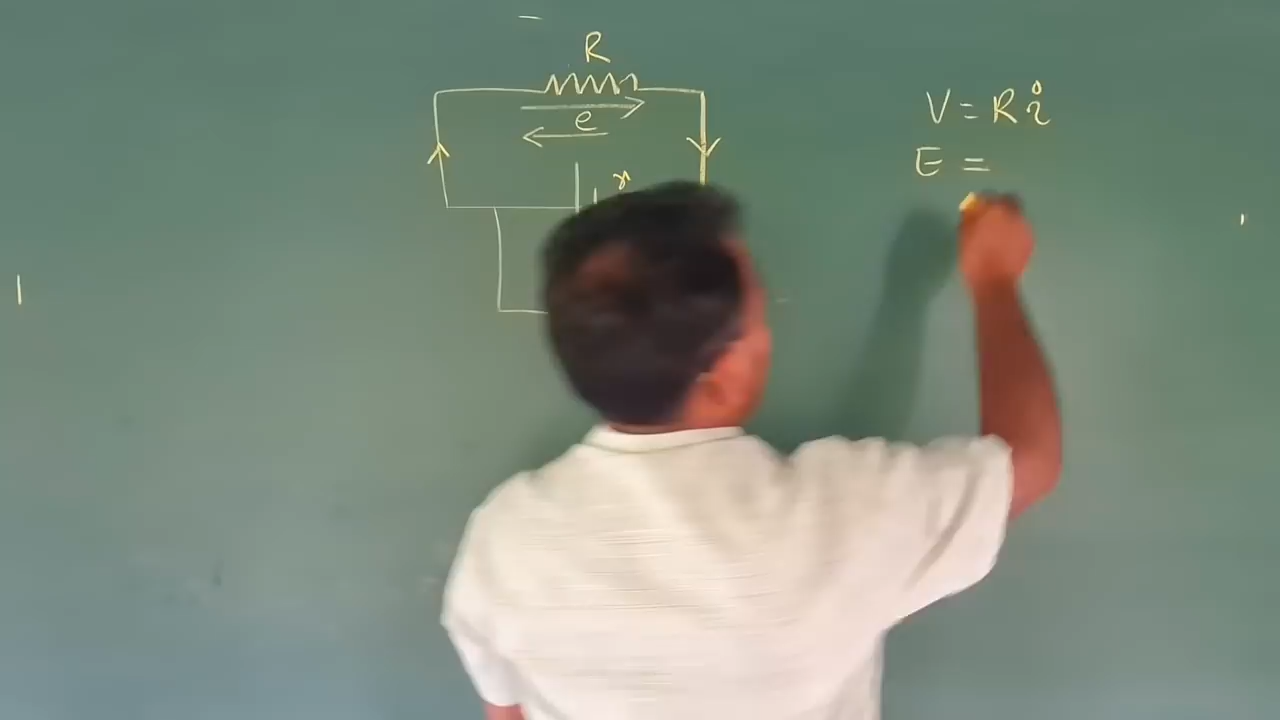 R
e
r
V = Ri
E =